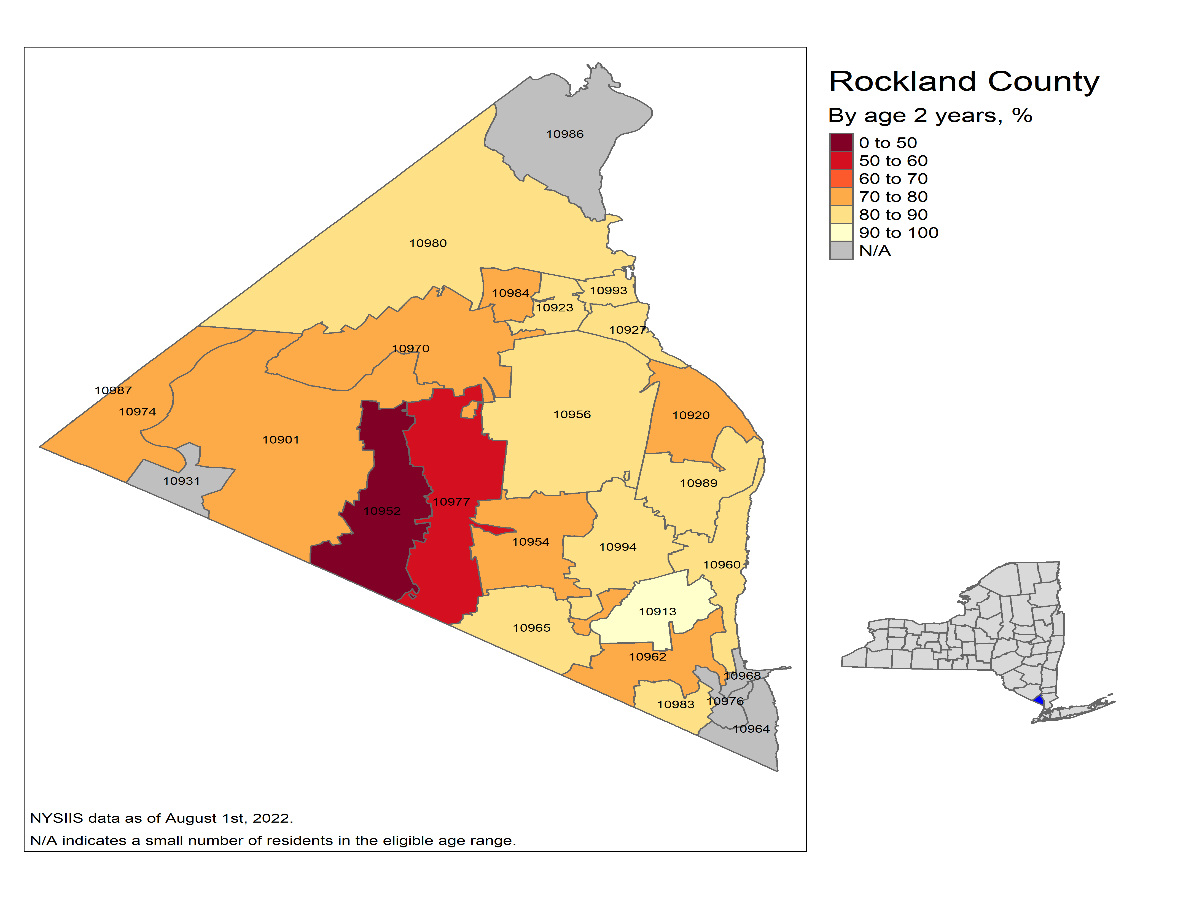 Rockland County
By age 2 years, %
0 to 50
50 to 60
60 to 70
70 to 80
80 to 90
90 to 100
N/A
10986
10980
10984
10993
10923
10927
10970
10987
10974
10956
10920
10901
10931
10989
10977
10952
10954
10994
10960
10913
10965
10962
10968
10983
10976
10964
NYSIIS data as of August 1st, 2022.
N/A indicates a small number of residents in the eligible age range.